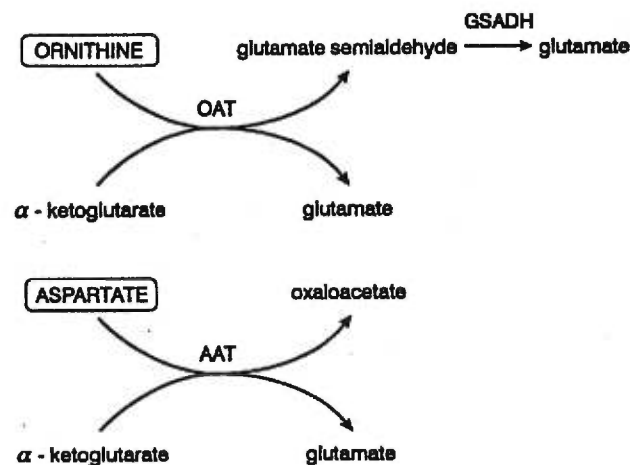 GSADH
ORNITHINE
glutamate semialdehyde
glutamate
OAT
α - ketoglutarate
glutamate
ASPARTATE
oxaloacetate
AAT
α - ketoglutarate
glutamate